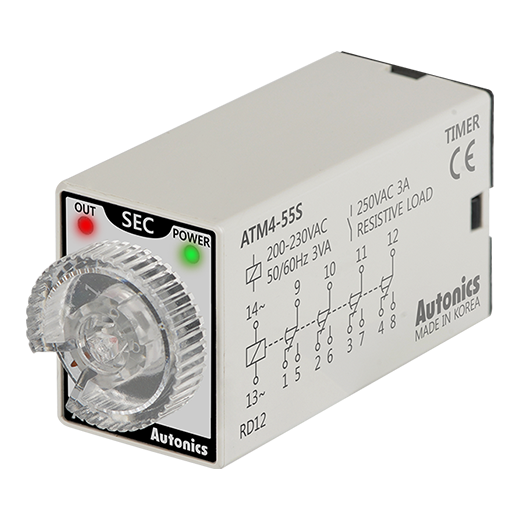 OUT
SEC
POWER
Autonics
TIMER
CE
ATM4-55S
200-230VAC
50/60Hz 3VA
250VAC 3A
RESISTIVE LOAD
14~
9
10
11
12
13~
1 5
2 6
3 7
4 8
RD12
Autonics
MADE IN KOREA